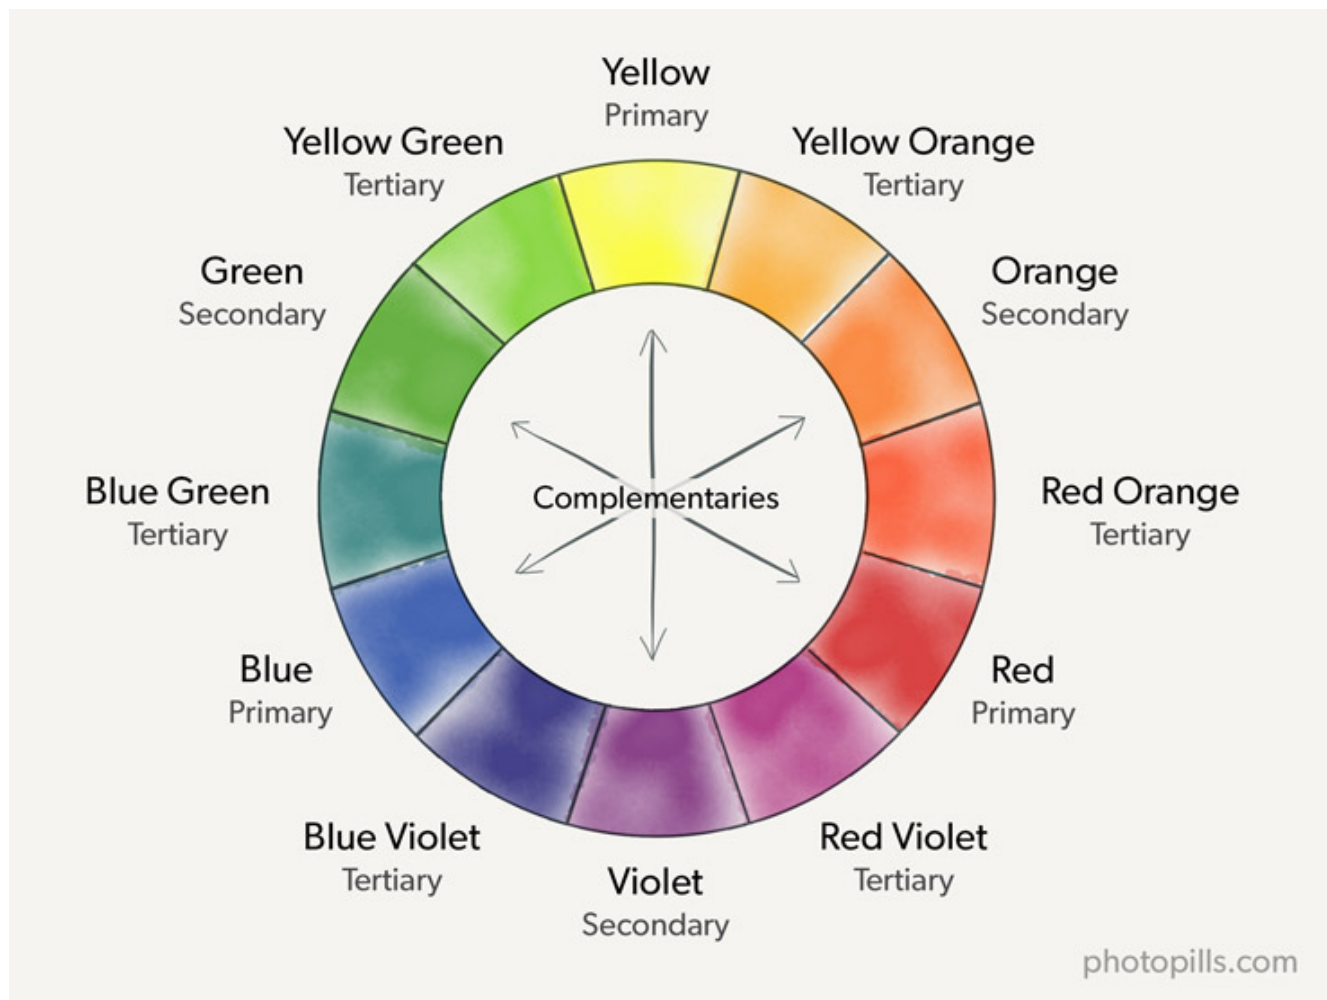 Yellow
Primary
Yellow Green
Tertiary
Yellow Orange
Tertiary
Green
Secondary
Orange
Secondary
Blue Green
Tertiary
Complementaries
Red Orange
Tertiary
Blue
Primary
Red
Primary
Blue Violet
Tertiary
Red Violet
Tertiary
Violet
Secondary
photopills.com